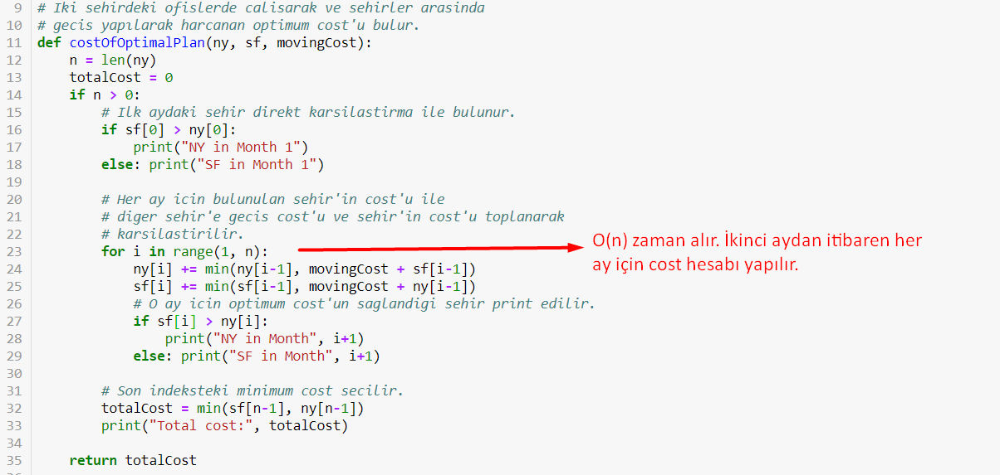 9 # Iki sehirdeki ofislerde calisarak ve sehirler arasinda
10 # gecis yapılarak harcanan optimum cost'u bulur.
11 def costOfOptimalPlan(ny, sf, movingCost):
12     n = len(ny)
13     totalCost = 0
14     if n > 0:
15         # Ilk aydaki sehir direkt karsilastirma ile bulunur.
16         if sf[0] > ny[0]:
17             print("NY in Month 1")
18         else: print("SF in Month 1")
19
20         # Her ay icin bulunulan sehir'in cost'u ile
21         # diger sehir'e gecis cost'u ve sehir'in cost'u toplanarak
22         # karsilastirilir.
23         for i in range(1, n):
24             ny[i] += min(ny[i-1], movingCost + sf[i-1])
25             sf[i] += min(sf[i-1], movingCost + ny[i-1])
26             # O ay icin optimum cost'un saglandigi sehir print edilir.
27             if sf[i] > ny[i]:
28                 print("NY in Month", i+1)
29             else: print("SF in Month", i+1)
30
31         # Son indeksteki minimum cost secilir.
32         totalCost = min(sf[n-1], ny[n-1])
33         print("Total cost:", totalCost)
34
35     return totalCost
O(n) zaman alır. İkinci aydan itibaren her
ay için cost hesabı yapılır.